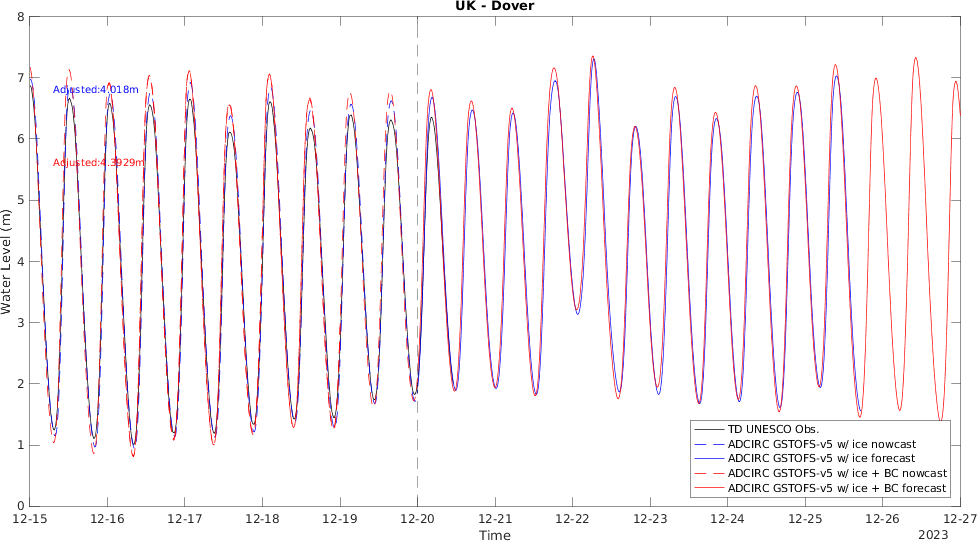 UK - Dover
8
7
6
5
4
3
2
1
0
Water Level (m)
Adjusted:4.018m
Adjusted:4.3929m
TD UNESCO Obs.
ADCIRC GSTOFS-v5 w/ ice nowcast
ADCIRC GSTOFS-v5 w/ ice forecast
ADCIRC GSTOFS-v5 w/ ice + BC nowcast
ADCIRC GSTOFS-v5 w/ ice + BC forecast
12-15 12-16 12-17 12-18 12-19 12-20 12-21 12-22 12-23 12-24 12-25 12-26 12-27
Time
2023